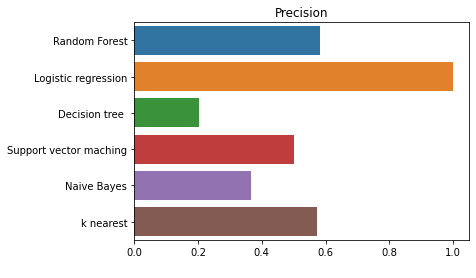 Precision
Random Forest
Logistic regression
Decision tree
Support vector maching
Naive Bayes
k nearest
0.0 0.2 0.4 0.6 0.8 1.0